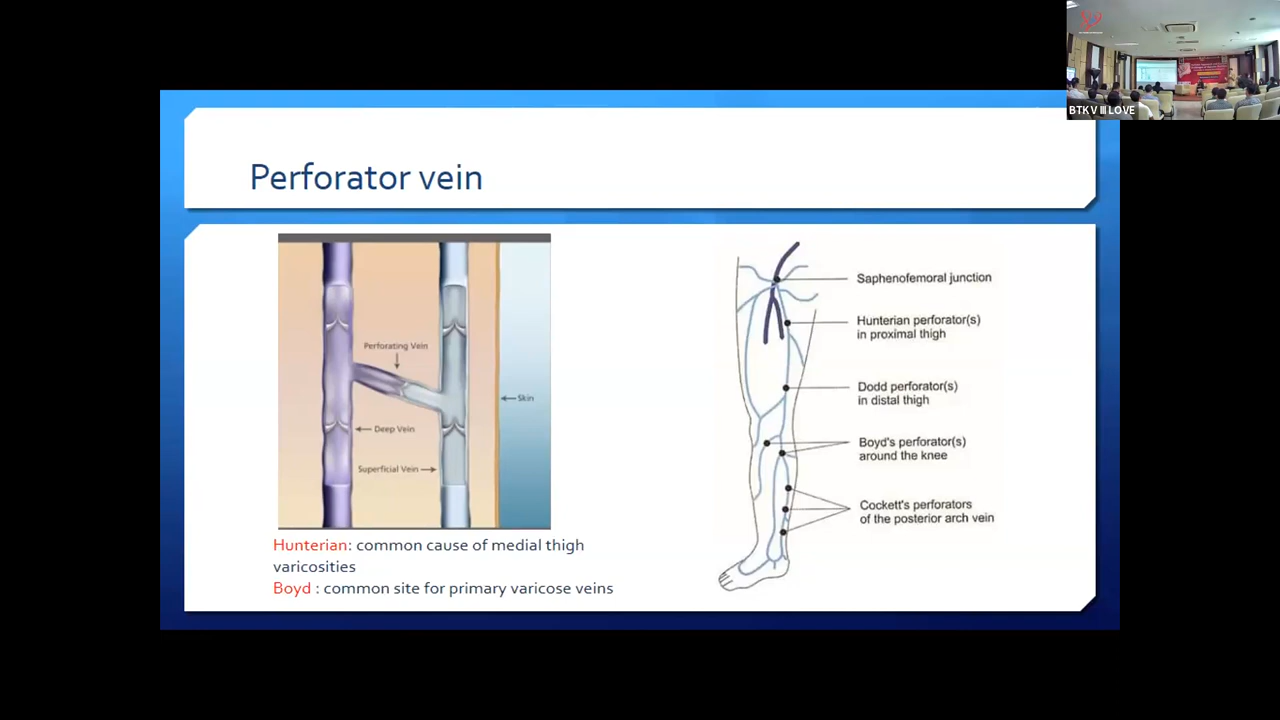 BTKV III LOVE
Perforator vein
Perforating Vein
Skin
Deep Vein
Superficial Vein
Hunterian: common cause of medial thigh
varicosities
Boyd : common site for primary varicose veins
Saphenofemoral junction
Hunterian perforator(s)
in proximal thigh
Dodd perforator(s)
in distal thigh
Boyd's perforator(s)
around the knee
Cockett's perforators
of the posterior arch vein